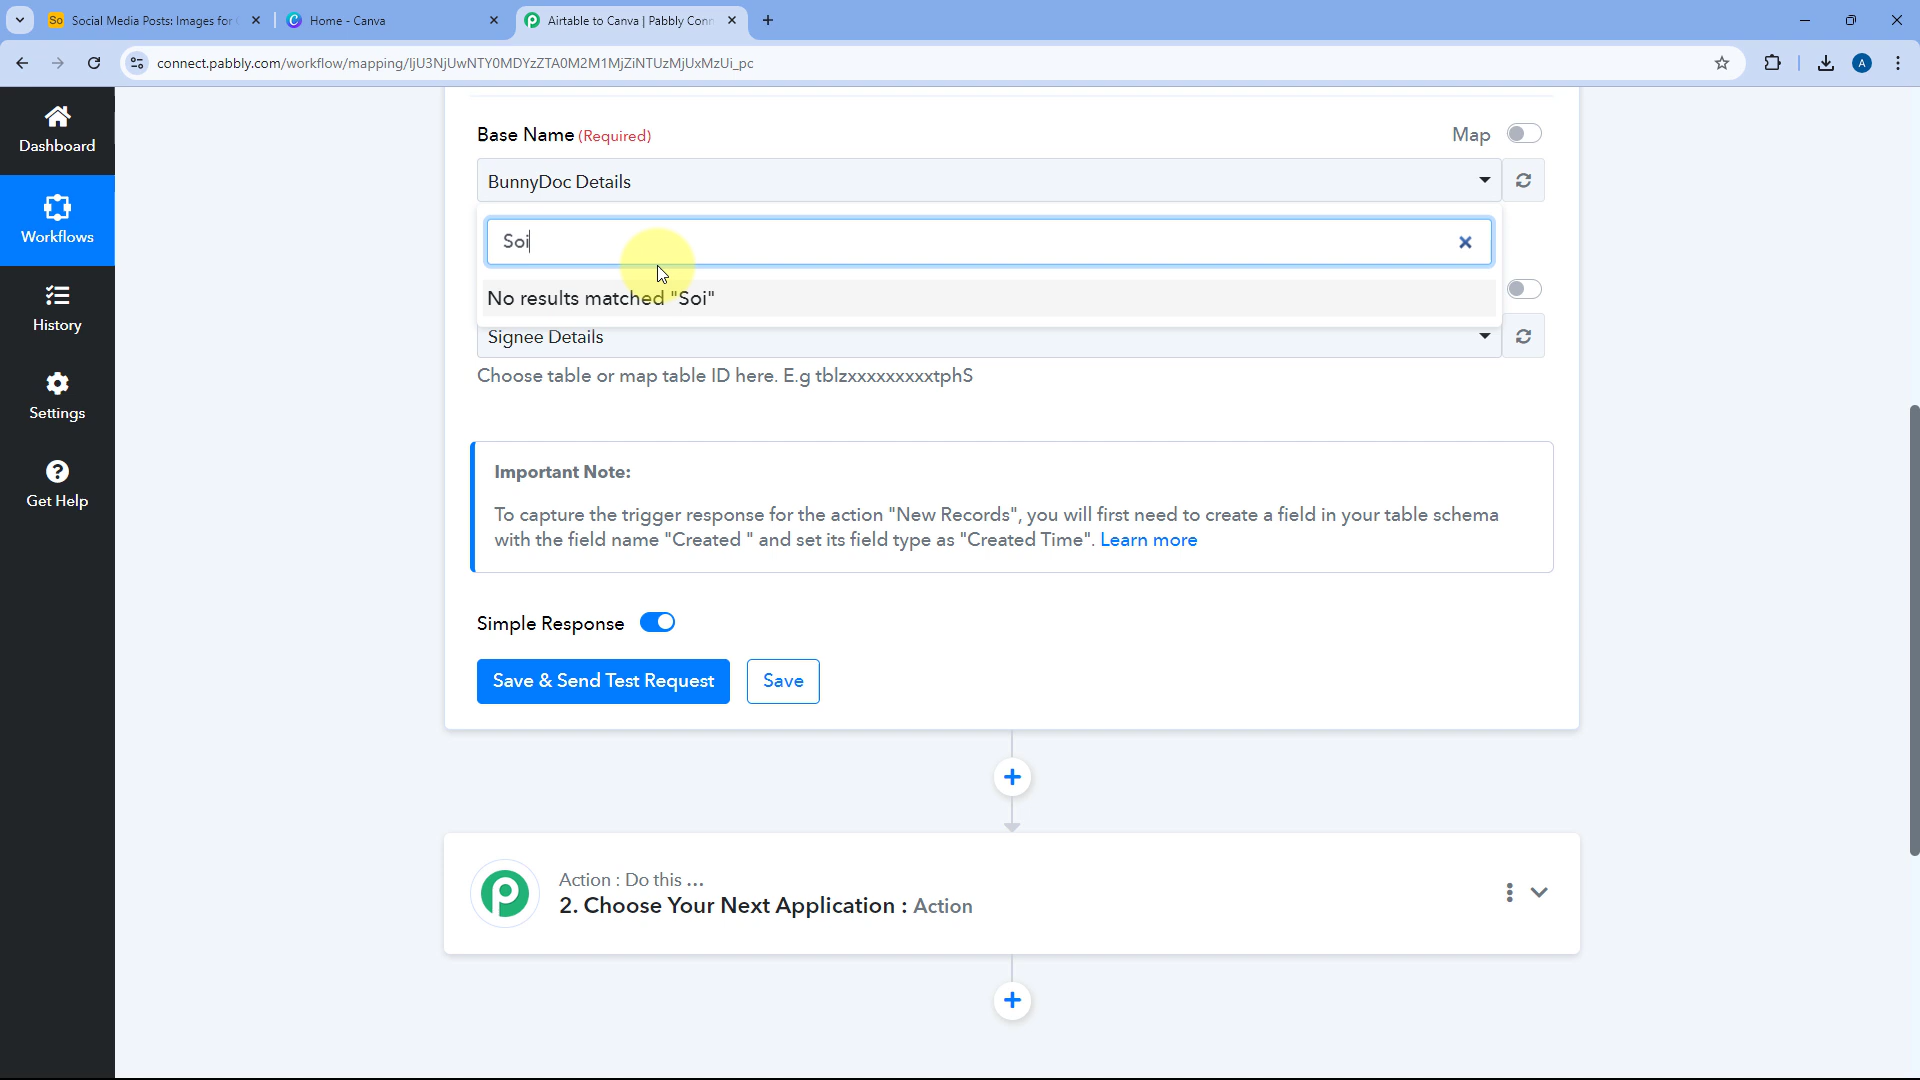 So Social Media Posts: Images for
Home - Canva
Airtable to Canva | Pabbly Conn
connect.pabbly.com/workflow/mapping/IjU3NjUwNTY0MDYzZTA0M2M1MjZiNTUzMjUxMzUi_pc
A
Dashboard
Workflows
History
Settings
Get Help
Base Name (Required)
Map
BunnyDoc Details
Soi
No results matched "Soi"
Signee Details
Choose table or map table ID here. E.g tblzxxxxxxxxxtphS
Important Note:
To capture the trigger response for the action "New Records", you will first need to create a field in your table schema
with the field name "Created " and set its field type as "Created Time". Learn more
Simple Response
Save & Send Test Request
Save
Action : Do this ...
2. Choose Your Next Application : Action